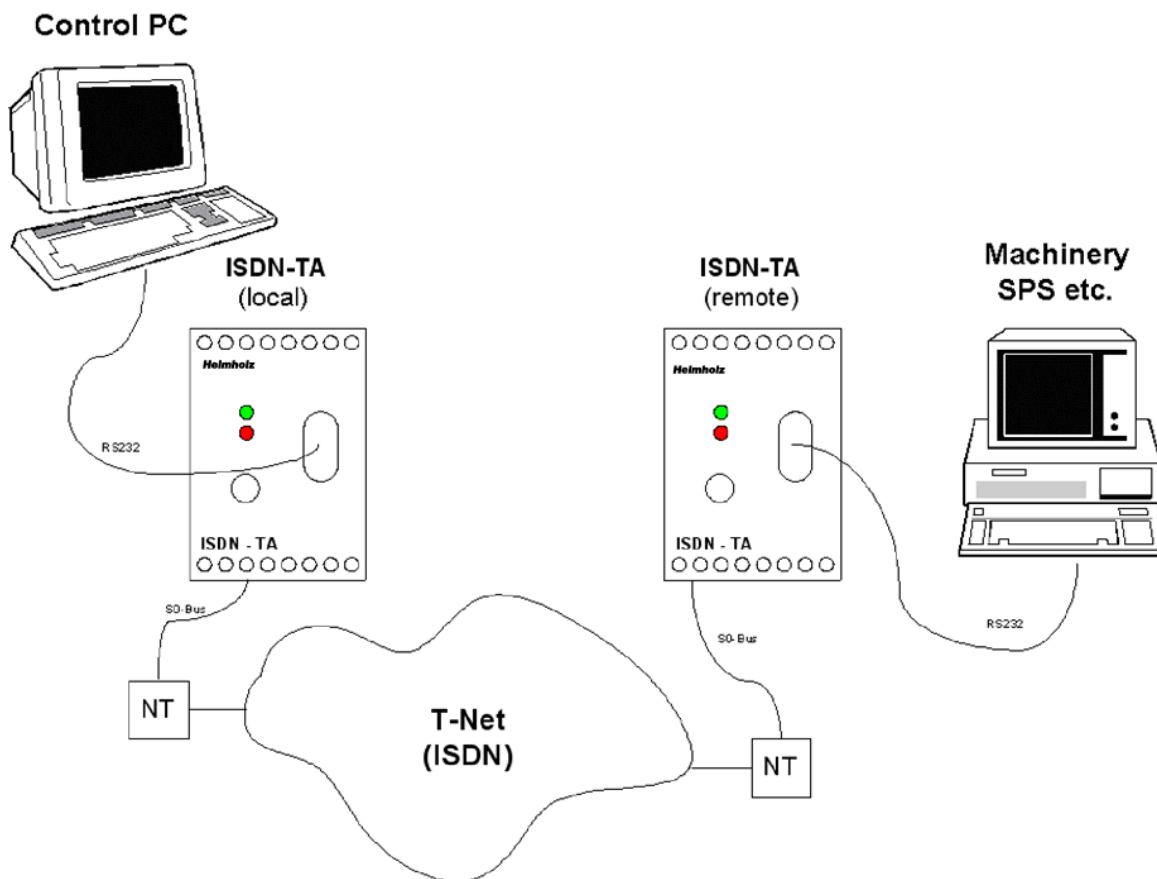 Control PC
ISDN-TA
(local)
ISDN-TA
(remote)
Machinery
SPS etc.
Helmholz
Helmholz
RS232
ISDN - TA
ISDN - TA
S0-Bus
RS232
S0-Bus
NT
T-Net
(ISDN)
NT